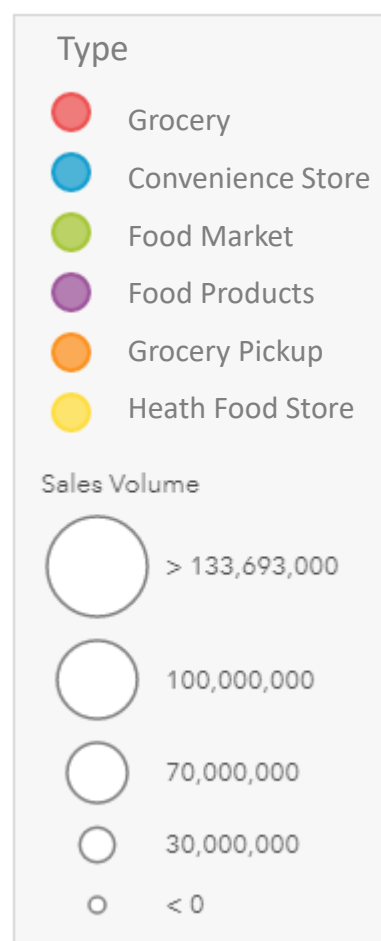 Type
Grocery
Convenience Store
Food Market
Food Products
Grocery Pickup
Heath Food Store
Sales Volume
> 133,693,000
100,000,000
70,000,000
30,000,000
< 0